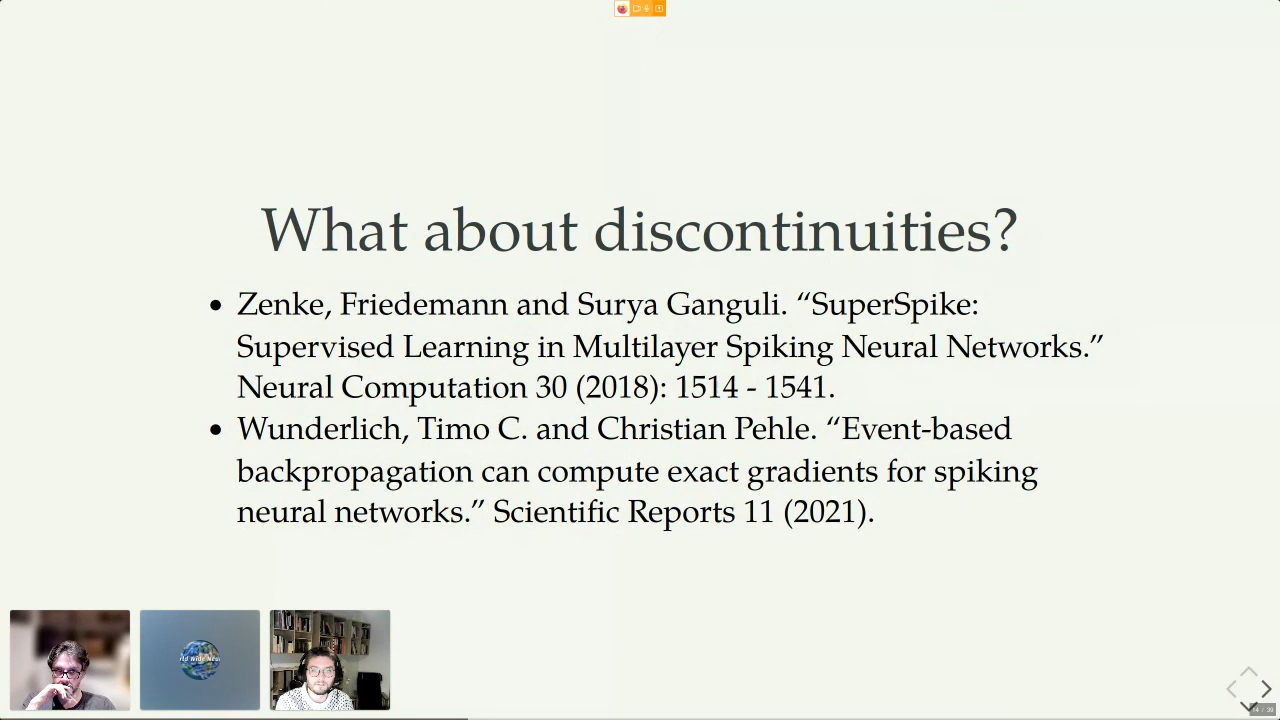 What about discontinuities?
• Zenke, Friedemann and Surya Ganguli. “SuperSpike:
Supervised Learning in Multilayer Spiking Neural Networks.”
Neural Computation 30 (2018): 1514 - 1541.
• Wunderlich, Timo C. and Christian Pehle. “Event-based
backpropagation can compute exact gradients for spiking
neural networks.” Scientific Reports 11 (2021).